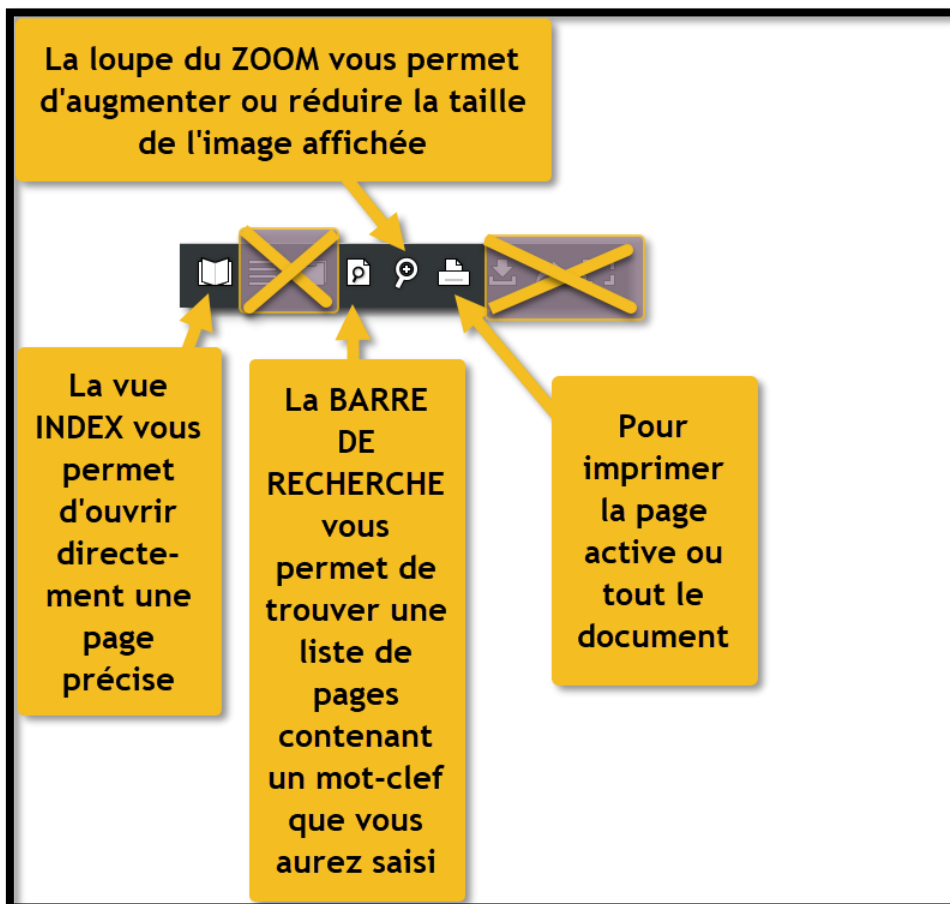 La loupe du ZOOM vous permet
d'augmenter ou réduire la taille
de l'image affichée
La vue
INDEX vous
permet
d'ouvrir
directe-
ment une
page
précise
La BARRE
DE
RECHERCHE
vous
permet de
trouver une
liste de
pages
contenant
un mot-clef
que vous
aurez saisi
Pour
imprimer
la page
active ou
tout le
document